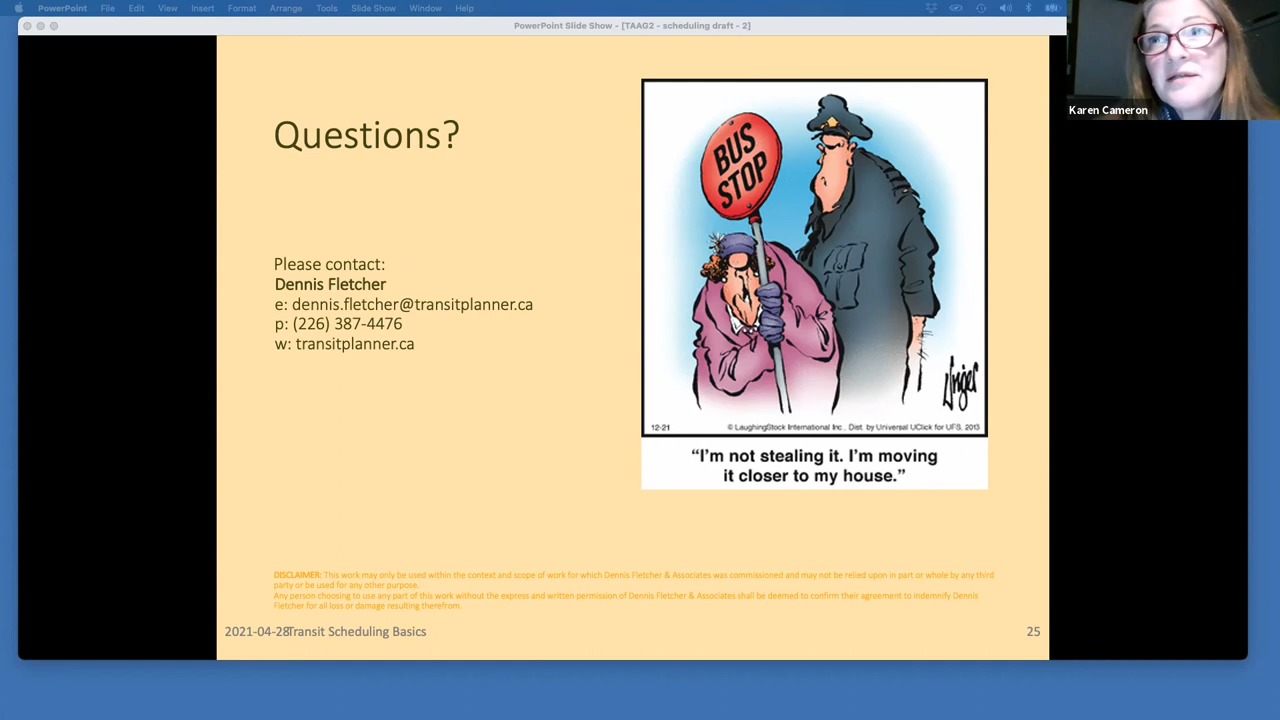 PowerPoint File Edit View Insert Format Arrange Tools Slide Show Window Help
PowerPoint Slide Show - [TAAG2 - scheduling draft - 2]
Karen Cameron
Questions?
Please contact:
Dennis Fletcher
e: dennis.fletcher@transitplanner.ca
p: (226) 387-4476
w: transitplanner.ca
BUS
STOP
Unger
12-21 © LaughingStock International Inc., Dist. by Universal UClick for UFS, 2013
“I’m not stealing it. I’m moving
it closer to my house.”
DISCLAIMER: This work may only be used within the context and scope of work for which Dennis Fletcher & Associates was commissioned and may not be relied upon in part or whole by any third
party or be used for any other purpose.
Any person choosing to use any part of this work without the express and written permission of Dennis Fletcher & Associates shall be deemed to confirm their agreement to indemnify Dennis
Fletcher for all loss or damage resulting therefrom.
2021-04-28 Transit Scheduling Basics 25